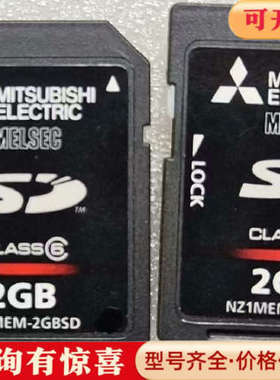 可开
MITSUBISHI
ELECTRIC
MELSEC
SD
CLASS 6
2GB
MEM-2GBSD
LOCK
NZ1MEM
询有惊喜
型号齐全·价格